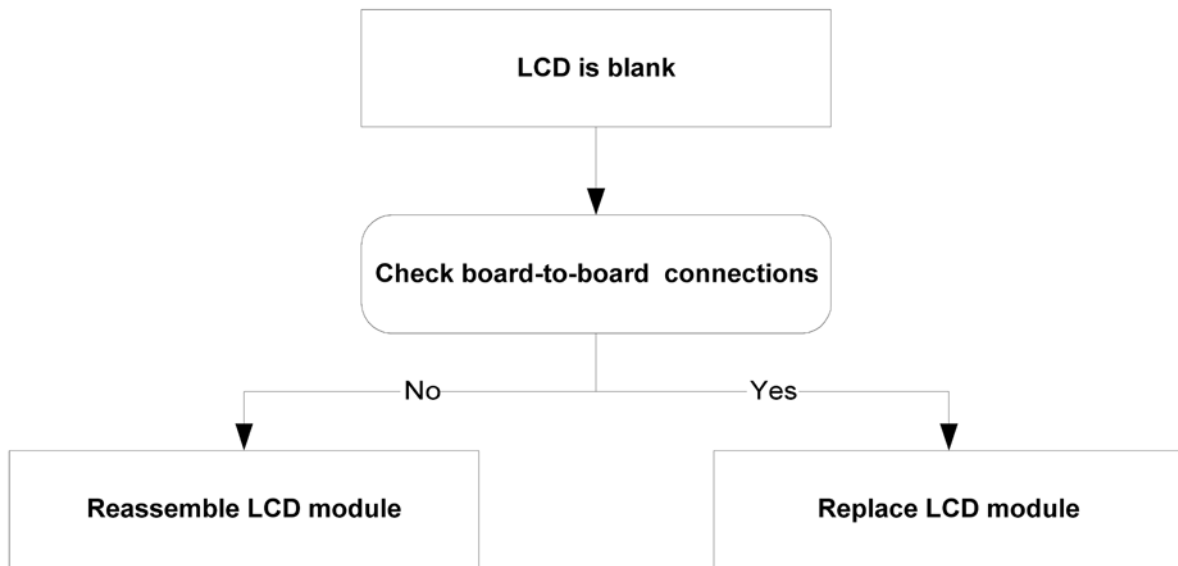 LCD is blank
Check board-to-board connections
No
Yes
Reassemble LCD module
Replace LCD module